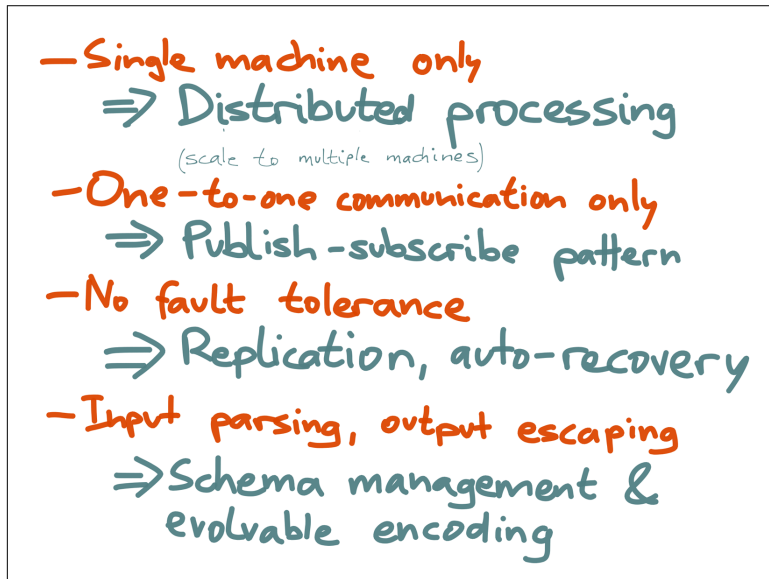 – Single machine only
⇒ Distributed processing
(scale to multiple machines)
– One-to-one communication only
⇒ Publish-subscribe pattern
– No fault tolerance
⇒ Replication, auto-recovery
– Input parsing, output escaping
⇒ Schema management &
evolvable encoding